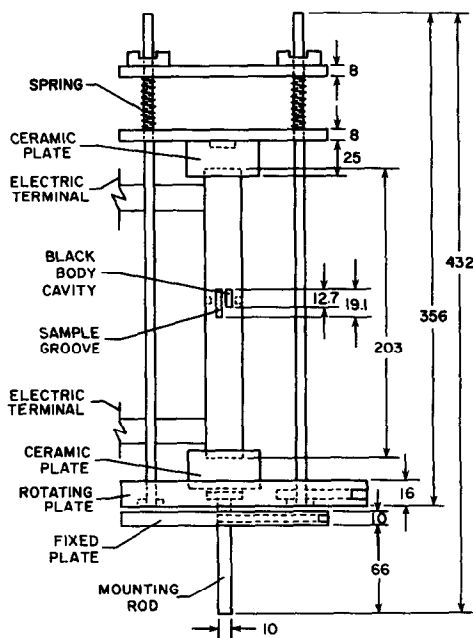 8
SPRING
8
CERAMIC
PLATE
25
ELECTRIC
TERMINAL
432
BLACK
BODY
CAVITY
12.7
19.1
356
SAMPLE
GROOVE
203
ELECTRIC
TERMINAL
CERAMIC
PLATE
ROTATING
PLATE
16
FIXED
PLATE
66
MOUNTING
ROD
10